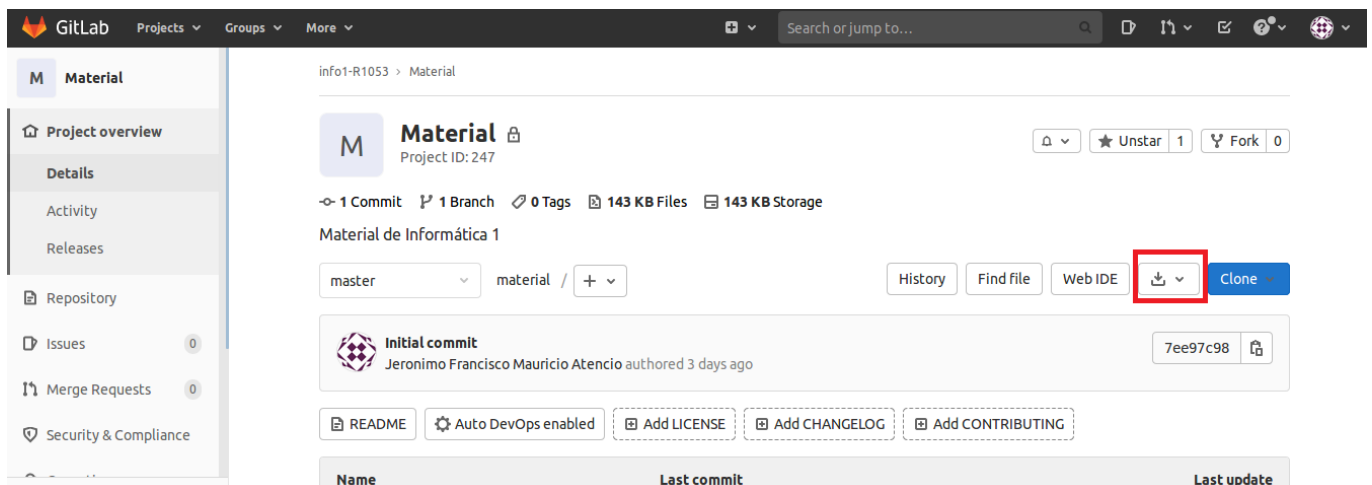 GitLab Projects Groups More Search or jump to...
M Material
Project overview
Details
Activity
Releases
Repository
Issues 0
Merge Requests 0
Security & Compliance
info1-R1053 > Material
M
Material
Project ID: 247
Unstar 1 Fork 0
1 Commit 1 Branch 0 Tags 143 KB Files 143 KB Storage
Material de Informática 1
master material / + History Find file Web IDE Clone
Initial commit
Jeronimo Francisco Mauricio Atencio authored 3 days ago
7ee97c98
README Auto DevOps enabled Add LICENSE Add CHANGELOG Add CONTRIBUTING
Name Last commit Last update